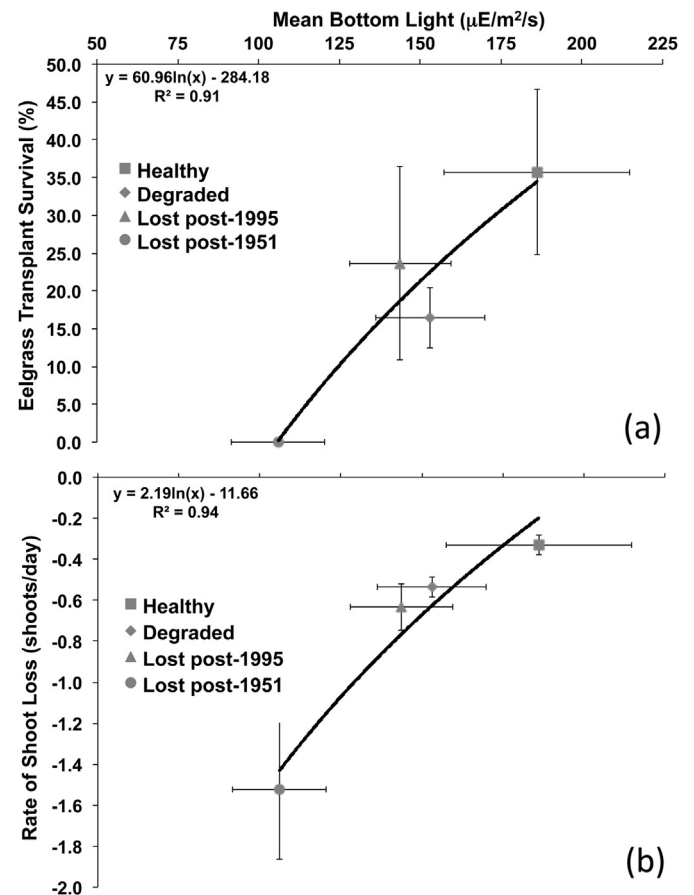 Mean Bottom Light (μE/m²/s)
50 75 100 125 150 175 200 225
Eelgrass Transplant Survival (%)
50.0
45.0
40.0
35.0
30.0
25.0
20.0
15.0
10.0
5.0
0.0
y = 60.96ln(x) - 284.18
R² = 0.91
Healthy
Degraded
Lost post-1995
Lost post-1951
(a)
Rate of Shoot Loss (shoots/day)
0.0
-0.2
-0.4
-0.6
-0.8
-1.0
-1.2
-1.4
-1.6
-1.8
-2.0
y = 2.19ln(x) - 11.66
R² = 0.94
Healthy
Degraded
Lost post-1995
Lost post-1951
(b)